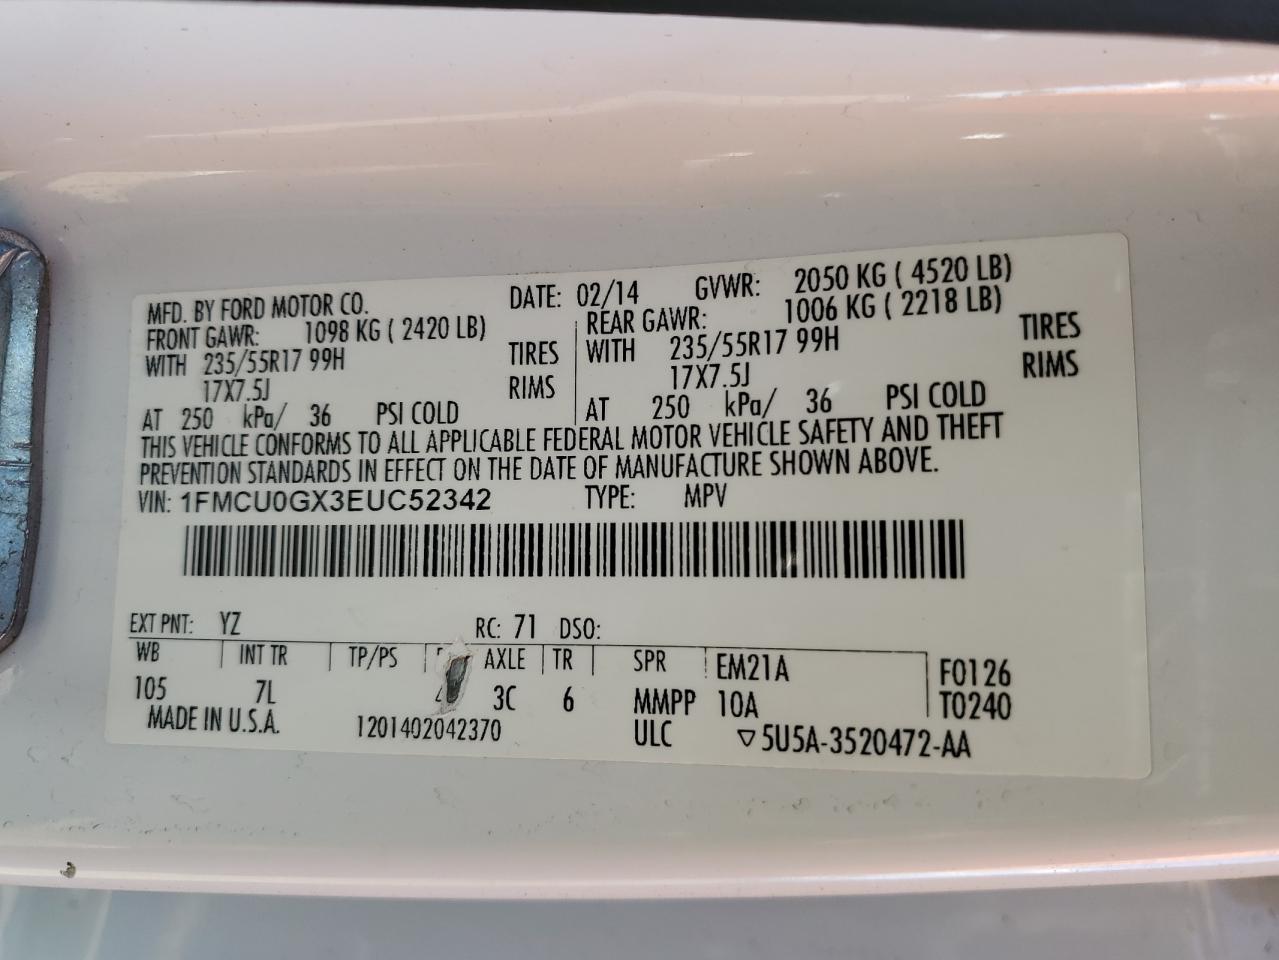 MFD. BY FORD MOTOR CO. DATE: 02/14 GVWR: 2050 KG ( 4520 LB)
FRONT GAWR: 1098 KG ( 2420 LB) REAR GAWR: 1006 KG ( 2218 LB)
WITH 235/55R17 99H TIRES WITH 235/55R17 99H TIRES
17X7.5J RIMS 17X7.5J RIMS
AT 250 kPa/ 36 PSI COLD AT 250 kPa/ 36 PSI COLD
THIS VEHICLE CONFORMS TO ALL APPLICABLE FEDERAL MOTOR VEHICLE SAFETY AND THEFT
PREVENTION STANDARDS IN EFFECT ON THE DATE OF MANUFACTURE SHOWN ABOVE.
VIN: 1FMCU0GX3EUC52342 TYPE: MPV
EXT PNT: YZ RC: 71 DSO:
WB INT TR TP/PS AXLE TR SPR EM21A F0126
105 7L 3C 6 MMPP 10A T0240
MADE IN U.S.A. 1201402042370 ULC ▽5U5A-3520472-AA